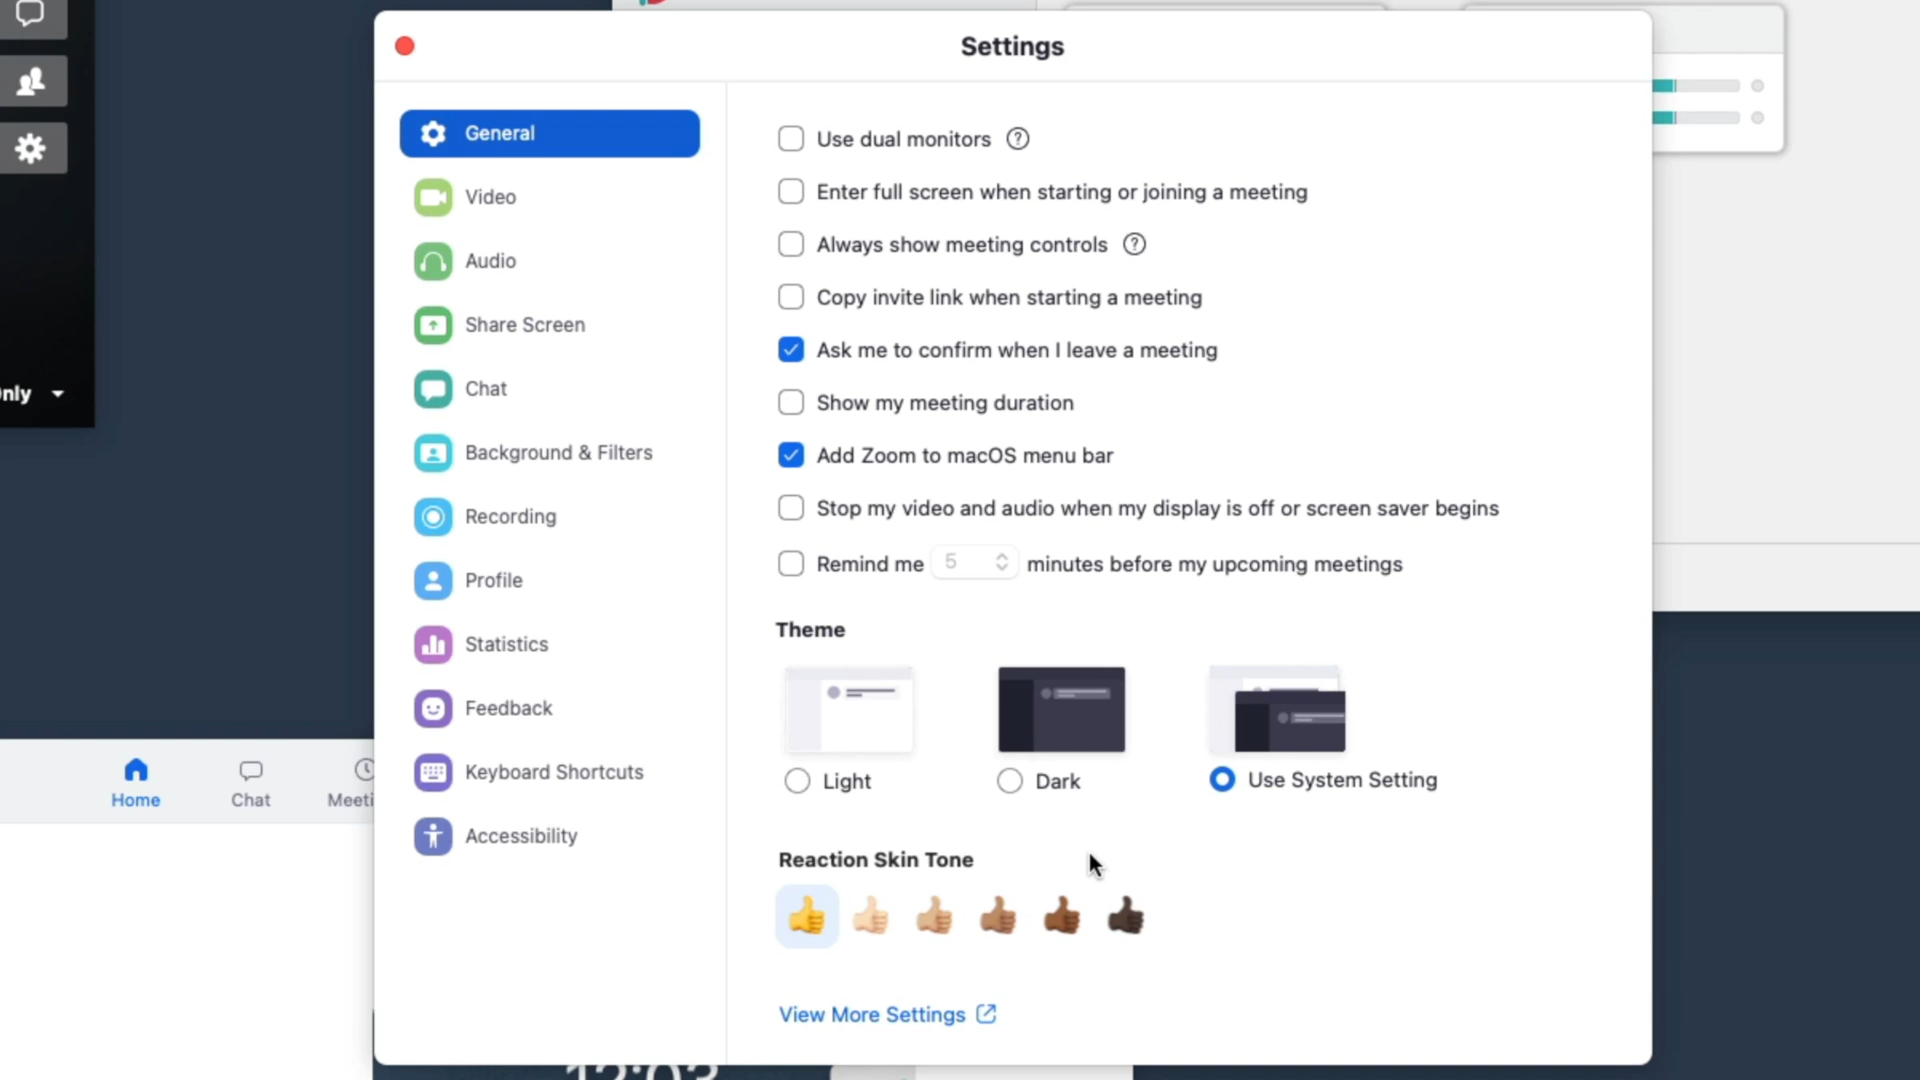 Settings
General
Video
Audio
Share Screen
Chat
Background & Filters
Recording
Profile
Statistics
Feedback
Keyboard Shortcuts
Accessibility
Use dual monitors ?
Enter full screen when starting or joining a meeting
Always show meeting controls ?
Copy invite link when starting a meeting
Ask me to confirm when I leave a meeting
Show my meeting duration
Add Zoom to macOS menu bar
Stop my video and audio when my display is off or screen saver begins
Remind me 5 minutes before my upcoming meetings
Theme
Light
Dark
Use System Setting
Reaction Skin Tone
View More Settings
nly
Home
Chat
Meeti
12:03